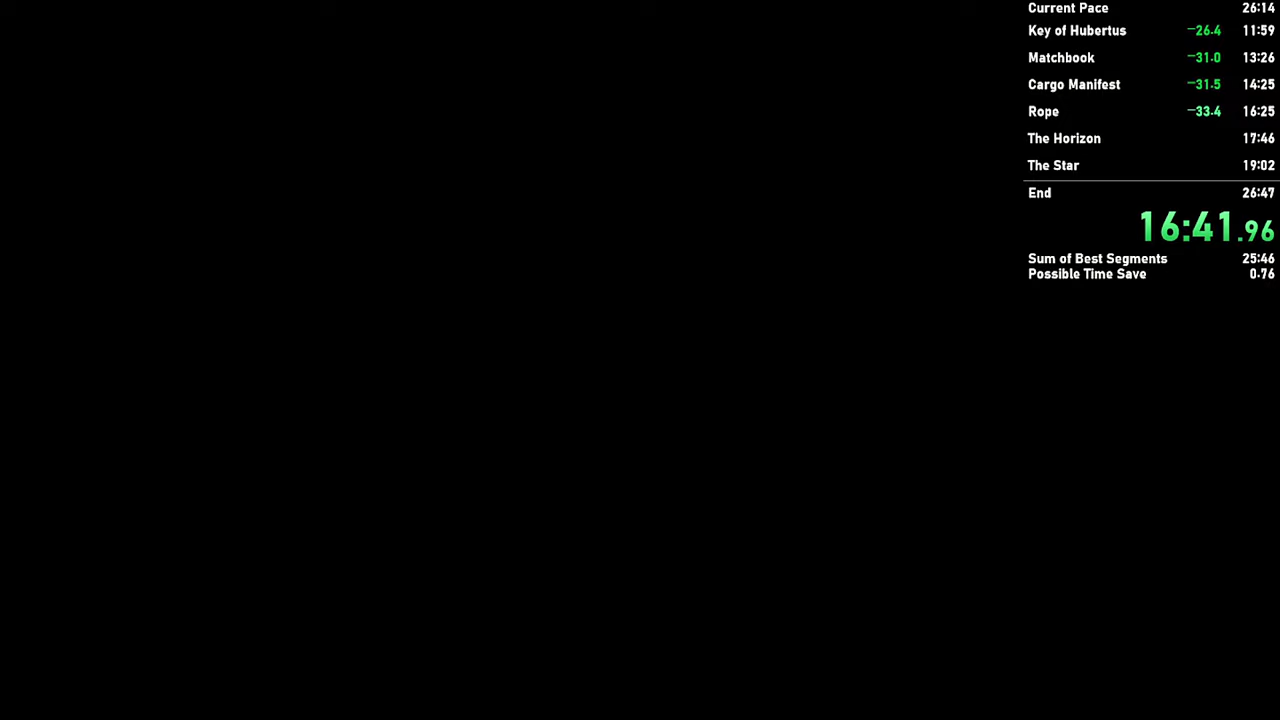 Current Pace 26:14
Key of Hubertus −26.4 11:59
Matchbook −31.0 13:26
Cargo Manifest −31.5 14:25
Rope −33.4 16:25
The Horizon 17:46
The Star 19:02
End 26:47
16:41.96
Sum of Best Segments 25:46
Possible Time Save 0.76